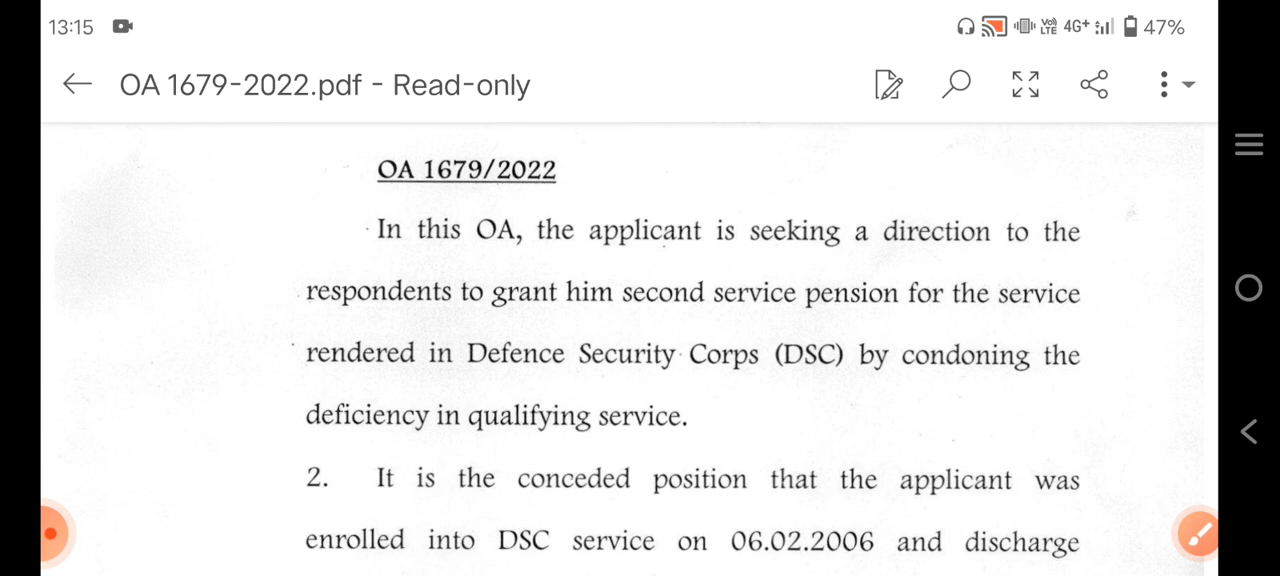 13:15 VoD LTE 4G+ 47%
OA 1679-2022.pdf - Read-only
OA 1679/2022
In this OA, the applicant is seeking a direction to the
respondents to grant him second service pension for the service
rendered in Defence Security Corps (DSC) by condoning the
deficiency in qualifying service.
2. It is the conceded position that the applicant was
enrolled into DSC service on 06.02.2006 and discharge